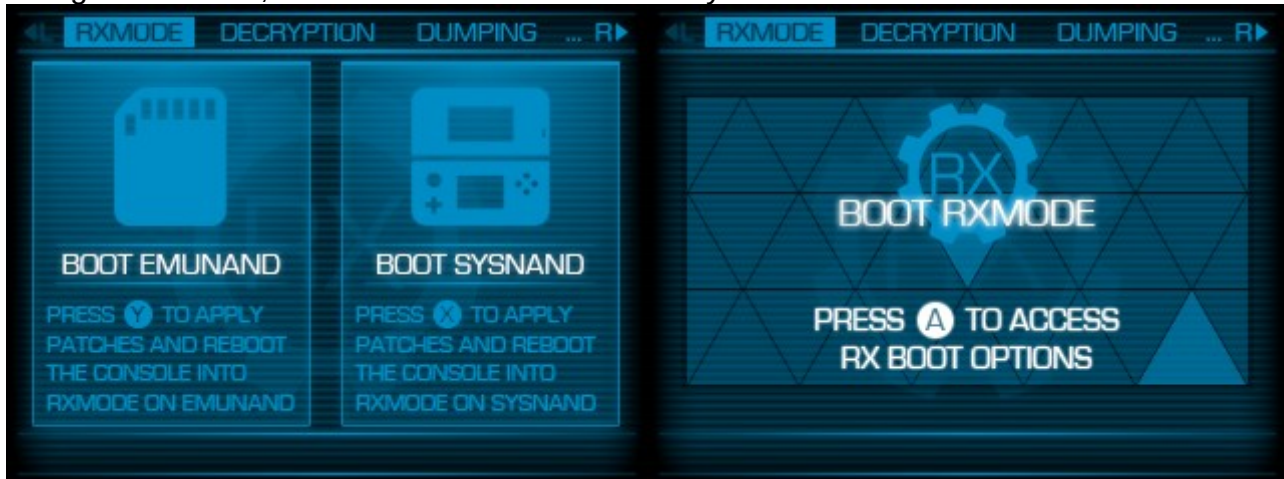 RXMODE DECRYPTION DUMPING ... R
BOOT EMUNAND
PRESS Y TO APPLY
PATCHES AND REBOOT
THE CONSOLE INTO
RXMODE ON EMUNAND
BOOT SYSNAND
PRESS X TO APPLY
PATCHES AND REBOOT
THE CONSOLE INTO
RXMODE ON SYSNAND
L RXMODE DECRYPTION DUMPING ... R
RX
BOOT RXMODE
PRESS A TO ACCESS
RX BOOT OPTIONS